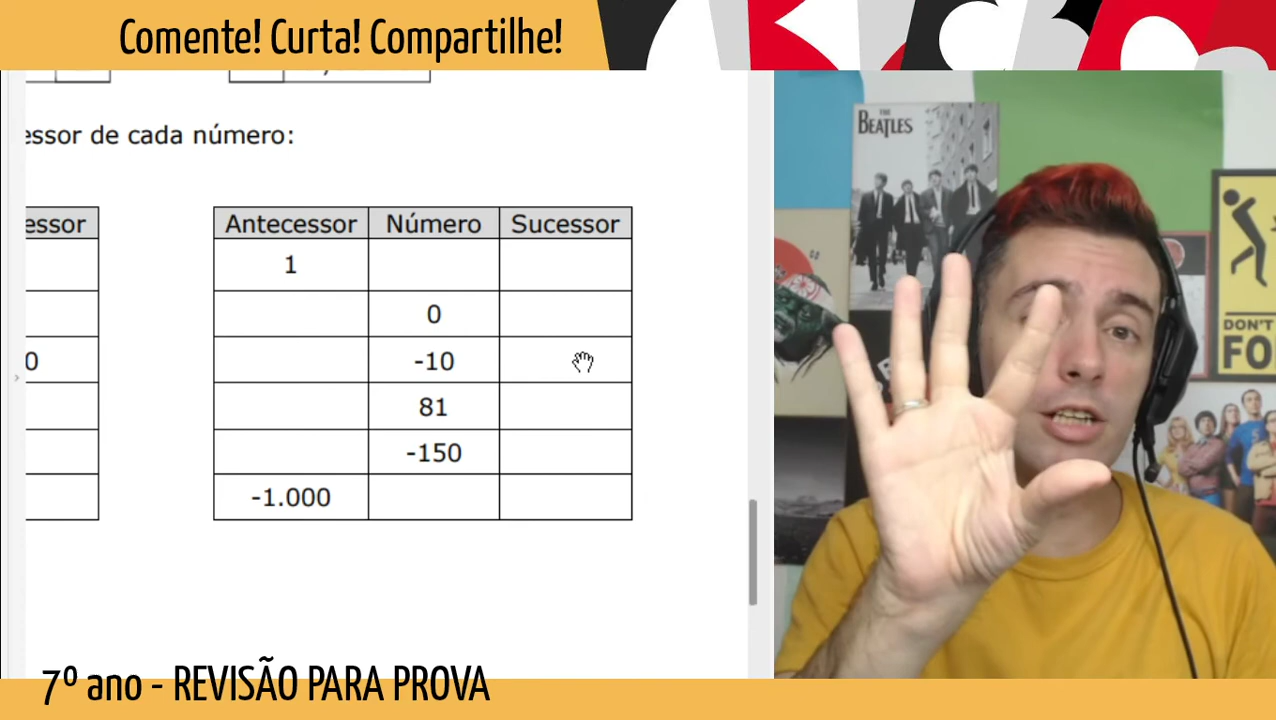 Comente! Curta! Compartilhe!
essor de cada número:
essor
0
Antecessor Número Sucessor
1
0
-10
81
-150
-1.000
THE
BEATLES
DON'T
FO
7º ano - REVISÃO PARA PROVA